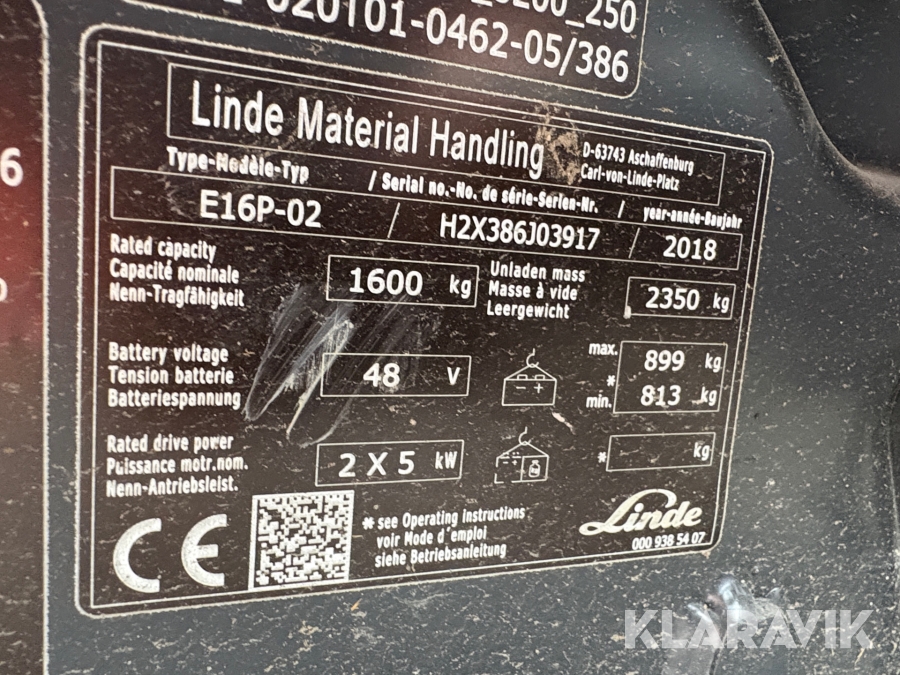 _5200_250
020T01-0462-05/386
Linde Material Handling
D-63743 Aschaffenburg
Carl-von-Linde-Platz
Type-Modèle-Typ / Serial no.-No. de série-Serien-Nr. / year-année-Baujahr
E16P-02 / H2X386J03917 / 2018
Rated capacity
Capacité nominale
Nenn-Tragfähigkeit
1600 kg
Unladen mass
Masse à vide
Leergewicht
2350 kg
Battery voltage
Tension batterie
Batteriespannung
48 V
max. 899 kg
*
min. 813 kg
Rated drive power
Puissance motr.nom.
Nenn-Antriebsleist.
2 X 5 kW
* kg
CE
* see Operating instructions
voir Mode d'emploi
siehe Betriebsanleitung
Linde
000 938 54 07
6
KLARAVIK